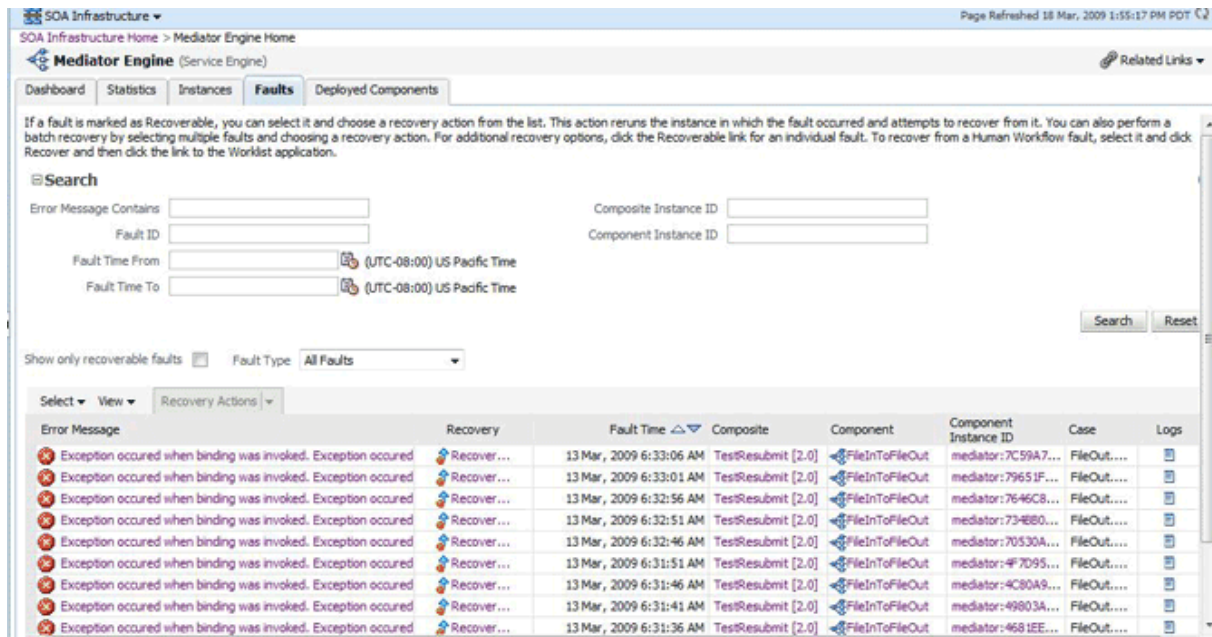 SOA Infrastructure
Page Refreshed 18 Mar, 2009 1:55:17 PM PDT
SOA Infrastructure Home > Mediator Engine Home
Mediator Engine (Service Engine)
Related Links
Dashboard Statistics Instances Faults Deployed Components
If a fault is marked as Recoverable, you can select it and choose a recovery action from the list. This action reruns the instance in which the fault occurred and attempts to recover from it. You can also perform a
batch recovery by selecting multiple faults and choosing a recovery action. For additional recovery options, click the Recoverable link for an individual fault. To recover from a Human Workflow fault, select it and click
Recover and then click the link to the Worklist application.
Search
Error Message Contains Composite Instance ID
Fault ID Component Instance ID
Fault Time From (UTC-08:00) US Pacific Time
Fault Time To (UTC-08:00) US Pacific Time
Search Reset
Show only recoverable faults Fault Type All Faults
Select View Recovery Actions
Error Message Recovery Fault Time Composite Component Component Instance ID Case Logs
Exception occured when binding was invoked. Exception occured Recover... 13 Mar, 2009 6:33:06 AM TestResubmit [2.0] FileInToFileOut mediator:7C59A7... FileOut....
Exception occured when binding was invoked. Exception occured Recover... 13 Mar, 2009 6:33:01 AM TestResubmit [2.0] FileInToFileOut mediator:79651F... FileOut....
Exception occured when binding was invoked. Exception occured Recover... 13 Mar, 2009 6:32:56 AM TestResubmit [2.0] FileInToFileOut mediator:7646C8... FileOut....
Exception occured when binding was invoked. Exception occured Recover... 13 Mar, 2009 6:32:51 AM TestResubmit [2.0] FileInToFileOut mediator:734BB0... FileOut....
Exception occured when binding was invoked. Exception occured Recover... 13 Mar, 2009 6:32:46 AM TestResubmit [2.0] FileInToFileOut mediator:70530A... FileOut....
Exception occured when binding was invoked. Exception occured Recover... 13 Mar, 2009 6:31:51 AM TestResubmit [2.0] FileInToFileOut mediator:4F7D95... FileOut....
Exception occured when binding was invoked. Exception occured Recover... 13 Mar, 2009 6:31:46 AM TestResubmit [2.0] FileInToFileOut mediator:4C80A9... FileOut....
Exception occured when binding was invoked. Exception occured Recover... 13 Mar, 2009 6:31:41 AM TestResubmit [2.0] FileInToFileOut mediator:49803A... FileOut....
Exception occured when binding was invoked. Exception occured Recover... 13 Mar, 2009 6:31:36 AM TestResubmit [2.0] FileInToFileOut mediator:4681EE... FileOut....